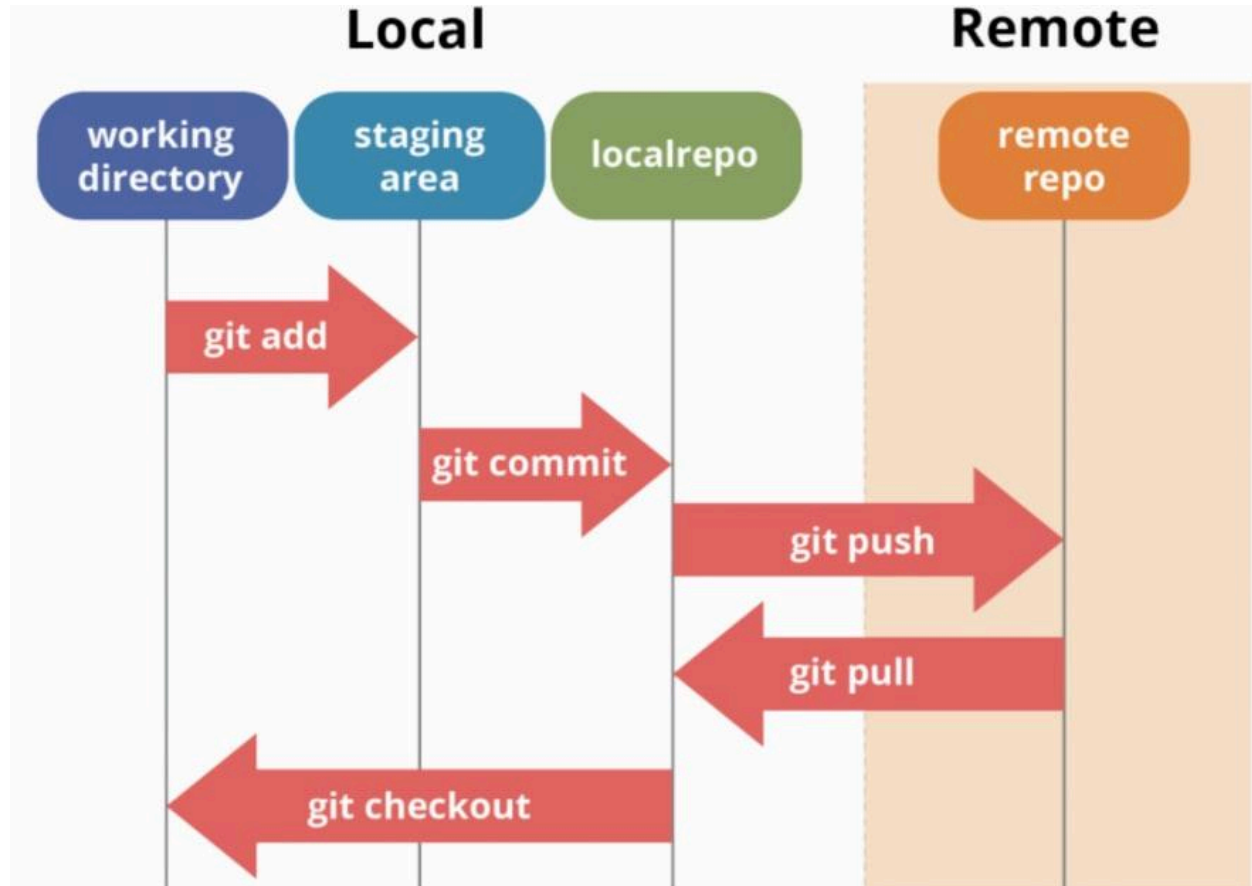 Local
Remote
working
directory
staging
area
localrepo
remote
repo
git add
git commit
git push
git pull
git checkout